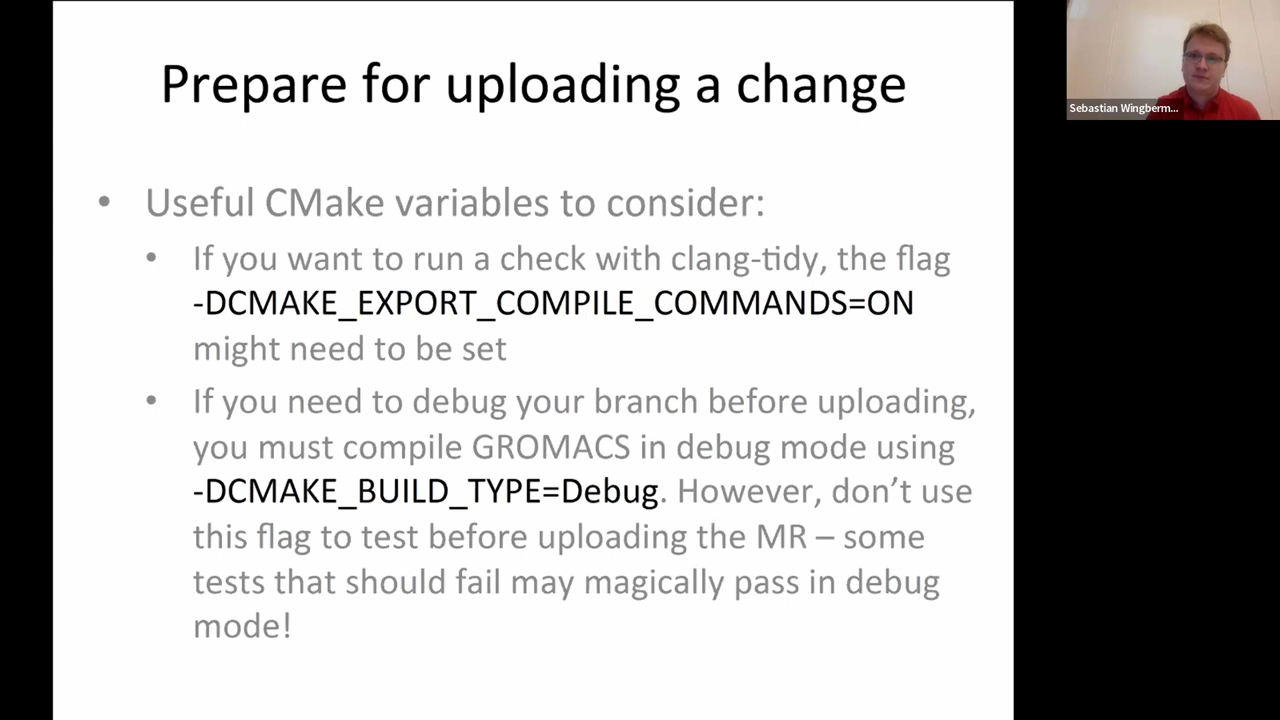 Prepare for uploading a change
Sebastian Wingberm...
• Useful CMake variables to consider:
• If you want to run a check with clang-tidy, the flag
-DCMAKE_EXPORT_COMPILE_COMMANDS=ON
might need to be set
• If you need to debug your branch before uploading,
you must compile GROMACS in debug mode using
-DCMAKE_BUILD_TYPE=Debug. However, don’t use
this flag to test before uploading the MR – some
tests that should fail may magically pass in debug
mode!